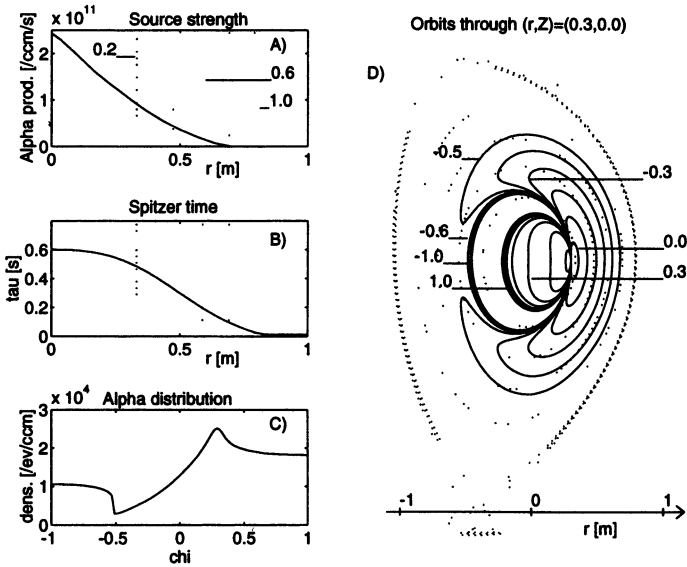 x 10^11
Source strength
A)
Alpha prod. [/ccm/s]
2
1
0
0.2
0.6
1.0
0
0.5
1
r [m]
Spitzer time
B)
tau [s]
0.6
0.4
0.2
0
0
0.5
1
r [m]
x 10^4
Alpha distribution
C)
dens. [/ev/ccm]
3
2
1
0
-1
-0.5
0
0.5
1
chi
Orbits through (r,Z)=(0.3,0.0)
D)
-0.5
-0.3
-0.6
0.0
-1.0
0.3
1.0
-1
0
1
r [m]